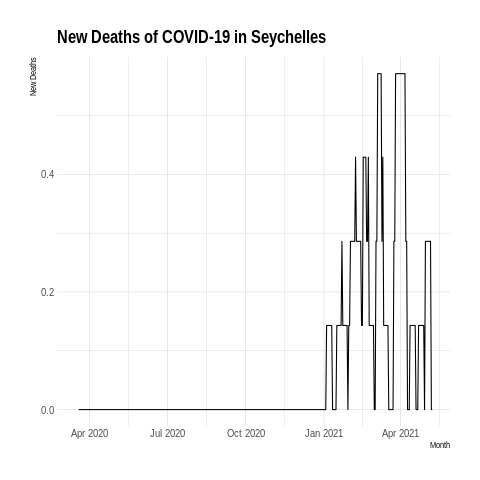 New Deaths of COVID-19 in Seychelles
New Deaths
0.4
0.2
0.0
Apr 2020 Jul 2020 Oct 2020 Jan 2021 Apr 2021
Month